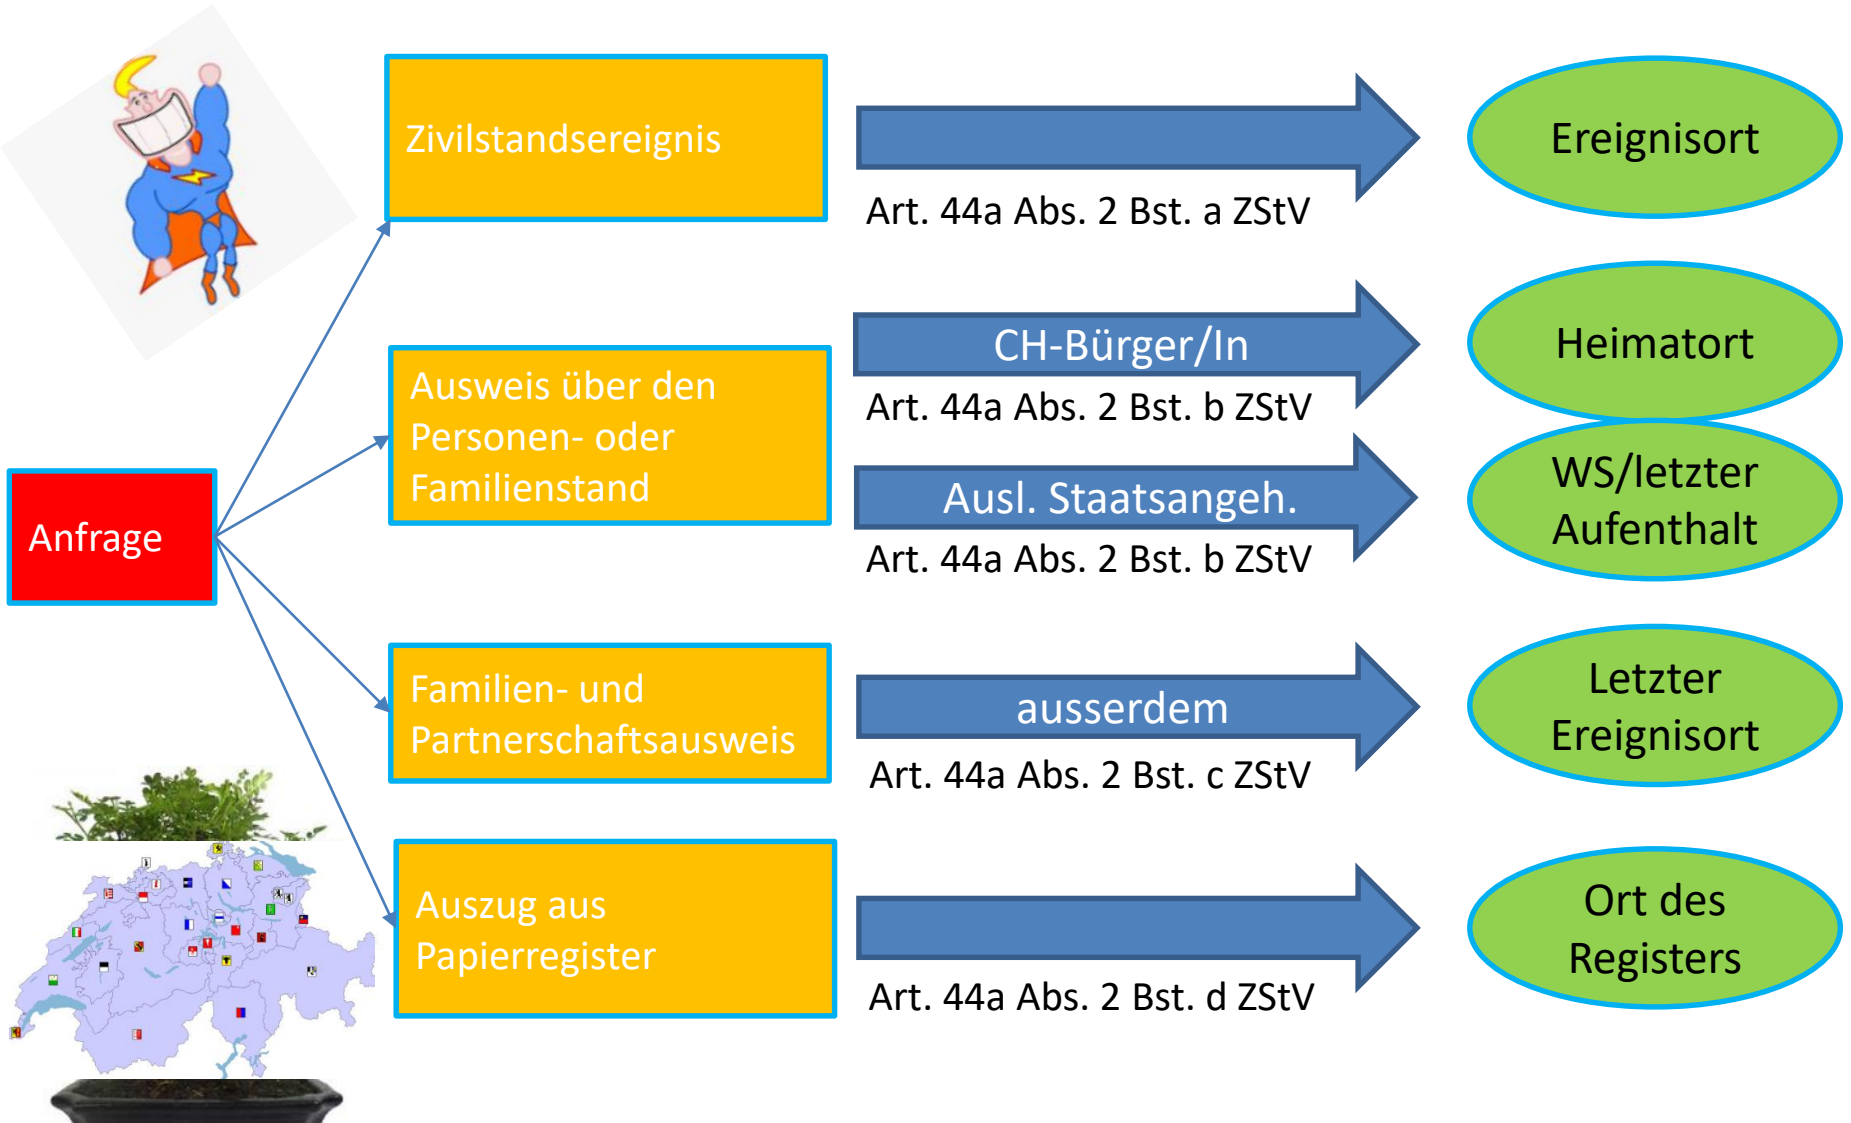 Zivilstandsereignis
Art. 44a Abs. 2 Bst. a ZStV
Ereignisort
Anfrage
Ausweis über den
Personen- oder
Familienstand
CH-Bürger/In
Art. 44a Abs. 2 Bst. b ZStV
Heimatort
Ausl. Staatsangeh.
Art. 44a Abs. 2 Bst. b ZStV
WS/letzter
Aufenthalt
Familien- und
Partnerschaftsausweis
ausserdem
Art. 44a Abs. 2 Bst. c ZStV
Letzter
Ereignisort
Auszug aus
Papierregister
Art. 44a Abs. 2 Bst. d ZStV
Ort des
Registers